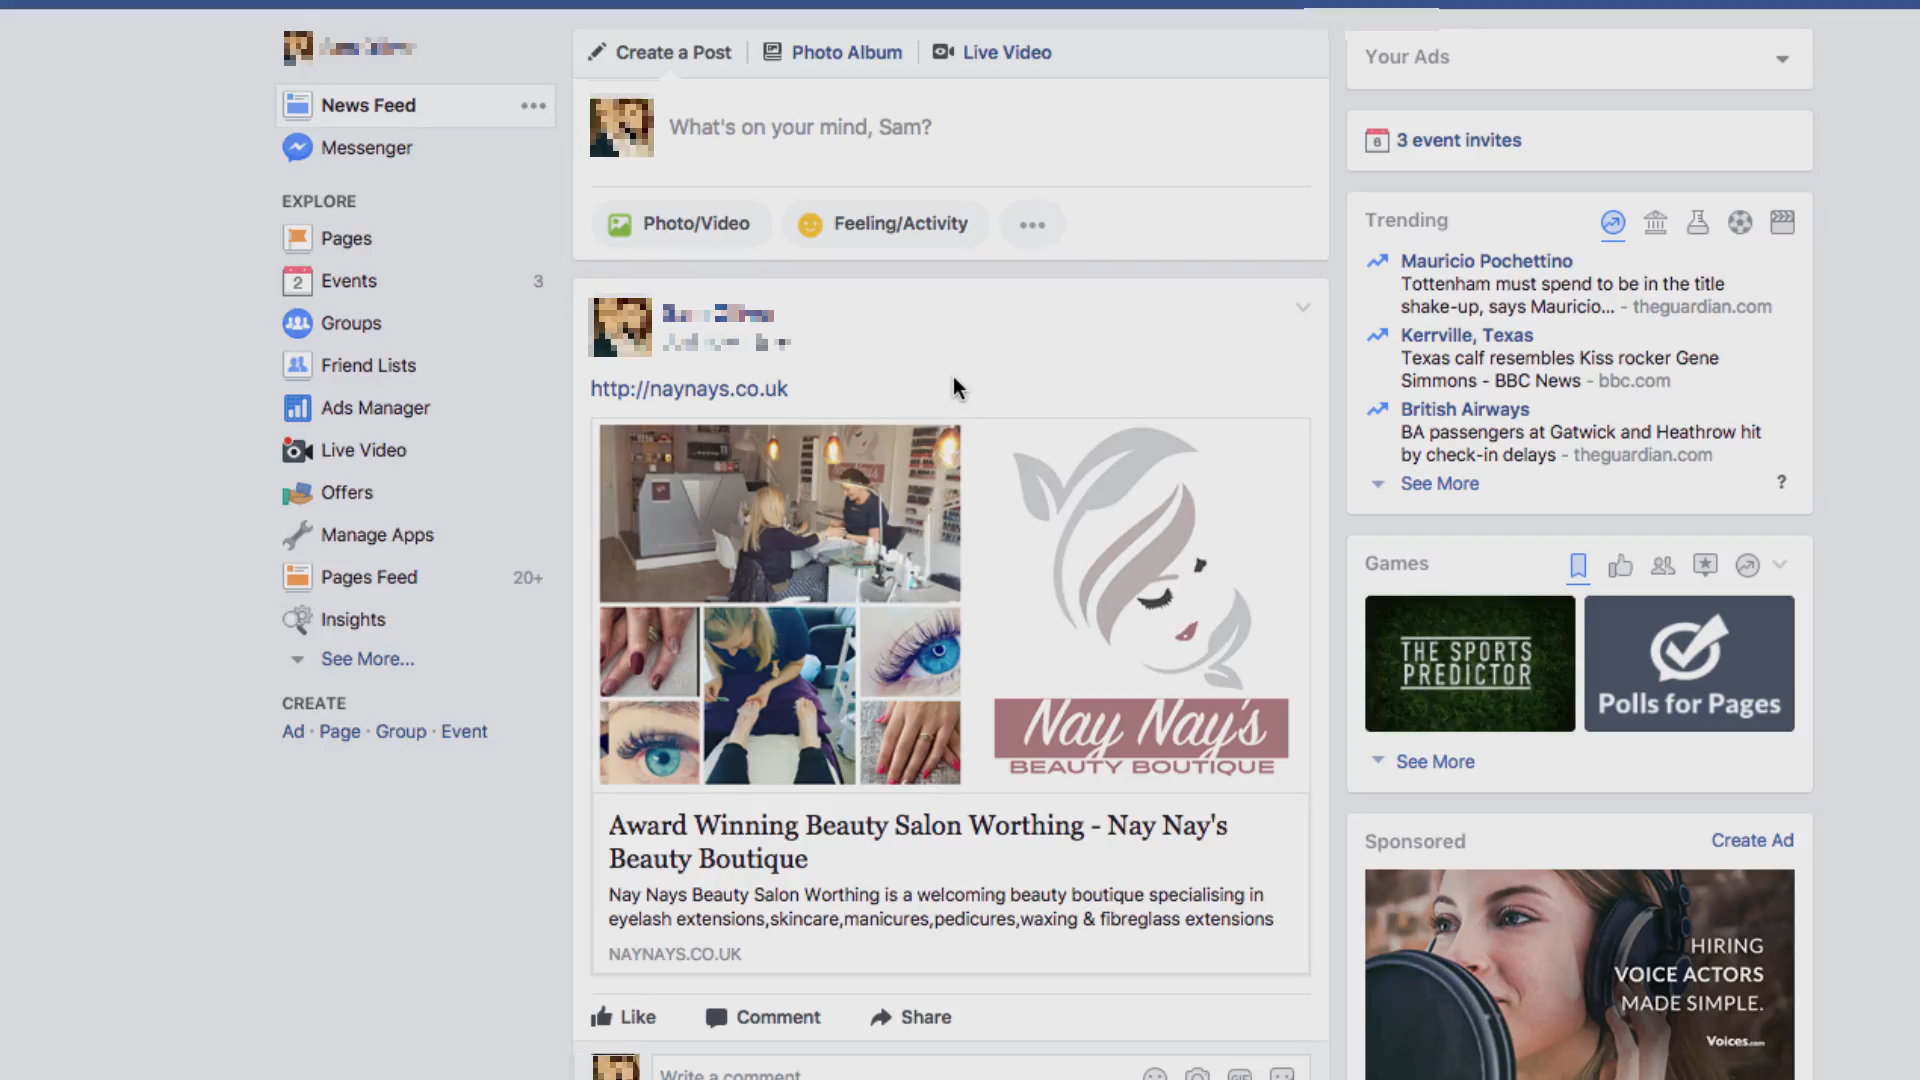 Create a Post
Photo Album
Live Video
What's on your mind, Sam?
Photo/Video
Feeling/Activity
News Feed
Messenger
EXPLORE
Pages
2
Events
3
Groups
Friend Lists
Ads Manager
Live Video
Offers
Manage Apps
Pages Feed
20+
Insights
See More...
CREATE
Ad · Page · Group · Event
http://naynays.co.uk
Nay Nay's
BEAUTY BOUTIQUE
Award Winning Beauty Salon Worthing - Nay Nay's
Beauty Boutique
Nay Nays Beauty Salon Worthing is a welcoming beauty boutique specialising in
eyelash extensions,skincare,manicures,pedicures,waxing & fibreglass extensions
NAYNAYS.CO.UK
Like
Comment
Share
Write a comment
Your Ads
6
3 event invites
Trending
Mauricio Pochettino
Tottenham must spend to be in the title
shake-up, says Mauricio... - theguardian.com
Kerrville, Texas
Texas calf resembles Kiss rocker Gene
Simmons - BBC News - bbc.com
British Airways
BA passengers at Gatwick and Heathrow hit
by check-in delays - theguardian.com
See More
?
Games
THE SPORTS
PREDICTOR
Polls for Pages
See More
Sponsored
Create Ad
HIRING
VOICE ACTORS
MADE SIMPLE.
Voices.com